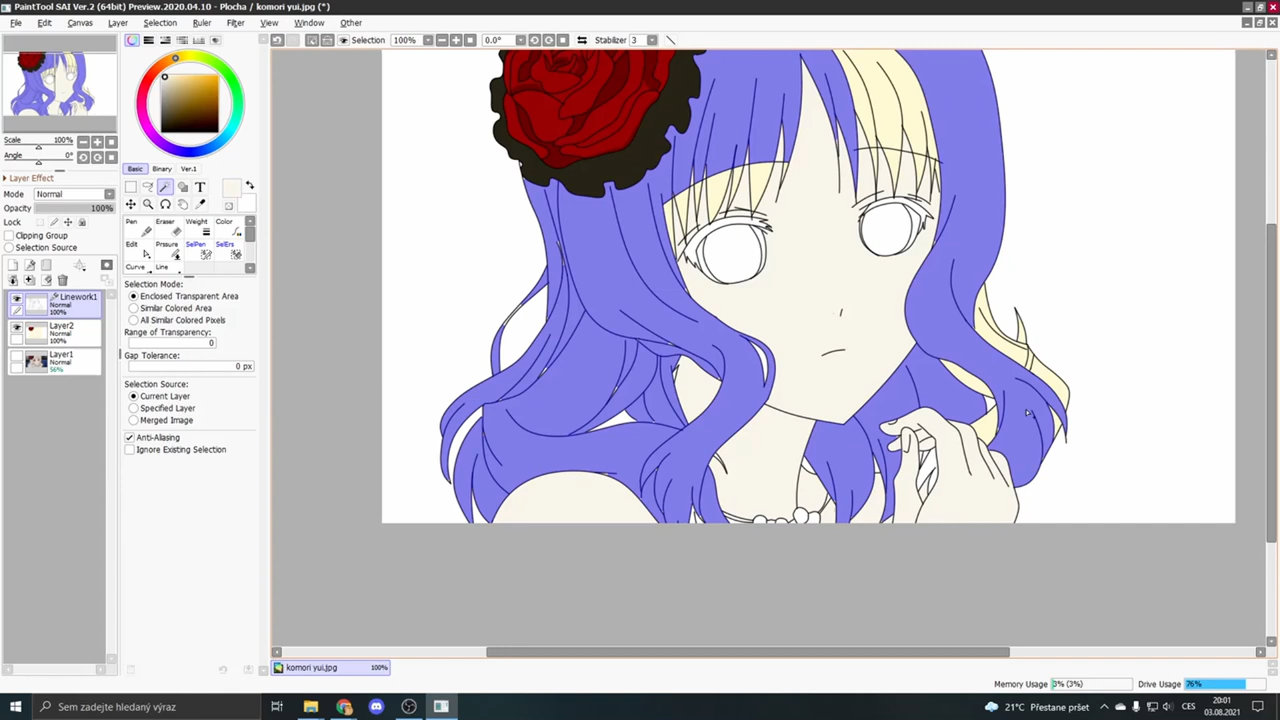 PaintTool SAI Ver.2 (64bit) Preview.2020.04.10 - Plocha / komori yui.jpg (*)
File Edit Canvas Layer Selection Ruler Filter View Window Other
Selection 100% 0.0° Stabilizer 3
Scale 100%
Angle 0°
Layer Effect
Mode Normal
Opacity 100%
Lock
Clipping Group
Selection Source
Linework1
Normal
100%
Layer2
Normal
100%
Layer1
Normal
56%
Basic Binary Ver.1
T
Pen Eraser Weight Color
Edit Prssure SelPen SelErs
Curve Line
Selection Mode:
Enclosed Transparent Area
Similar Colored Area
All Similar Colored Pixels
Range of Transparency:
0
Gap Tolerance:
0 px
Selection Source:
Current Layer
Specified Layer
Merged Image
Anti-Aliasing
Ignore Existing Selection
komori yui.jpg 100%
Memory Usage 3% (3%) Drive Usage 76%
Sem zadejte hledaný výraz
21°C Přestane pršet CES 20:01
03.08.2021